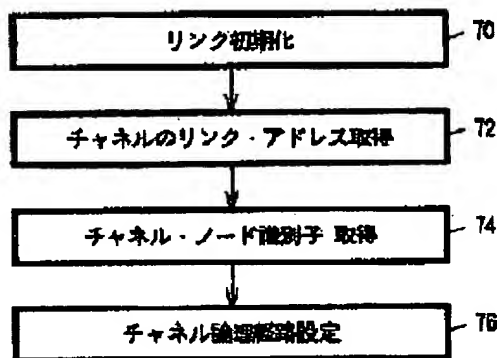 リンク初期化
70
チャネルのリンク・アドレス取得
72
チャネル・ノード識別子 取得
74
チャネル論理経路設定
76